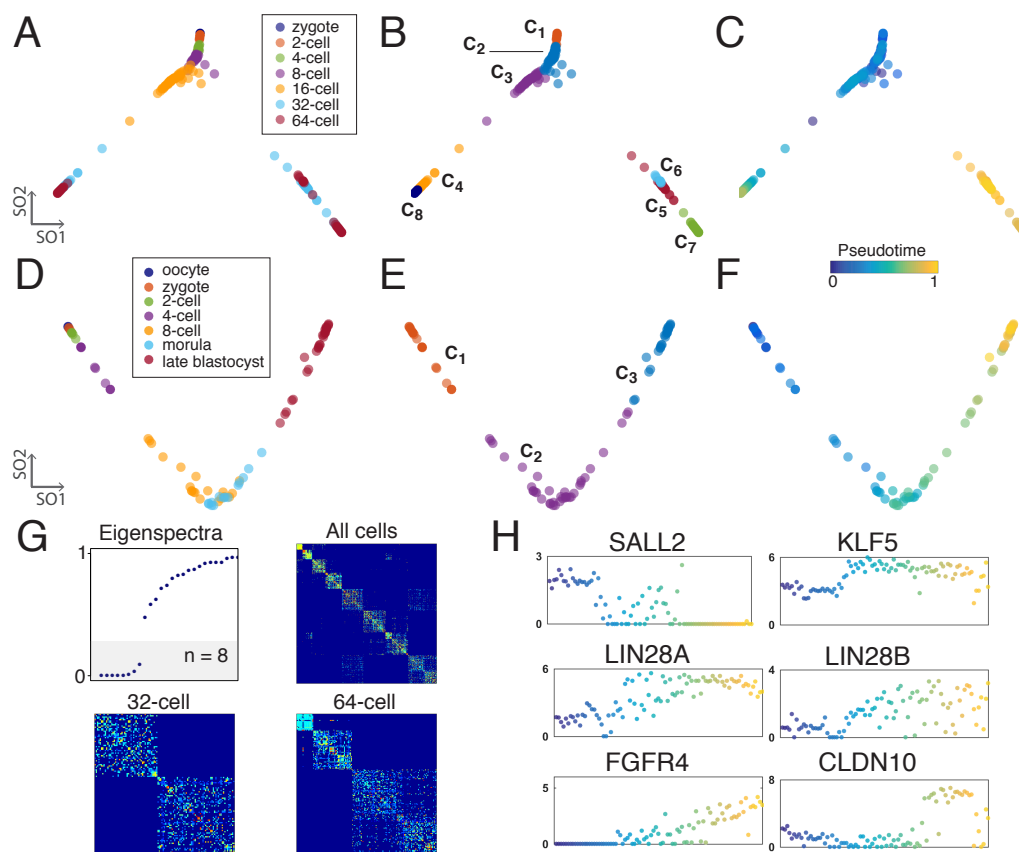 A
zygote
2-cell
4-cell
8-cell
16-cell
32-cell
64-cell
SO2
SO1
B
C1
C2
C3
C4
C8
C6
C5
C7
C
Pseudotime
0 1
D
oocyte
zygote
2-cell
4-cell
8-cell
morula
late blastocyst
SO2
SO1
E
C1
C2
C3
F
G
Eigenspectra
1
0
n = 8
All cells
32-cell
64-cell
H
SALL2
3
0
KLF5
6
0
LIN28A
6
0
LIN28B
4
0
FGFR4
5
0
CLDN10
8
0